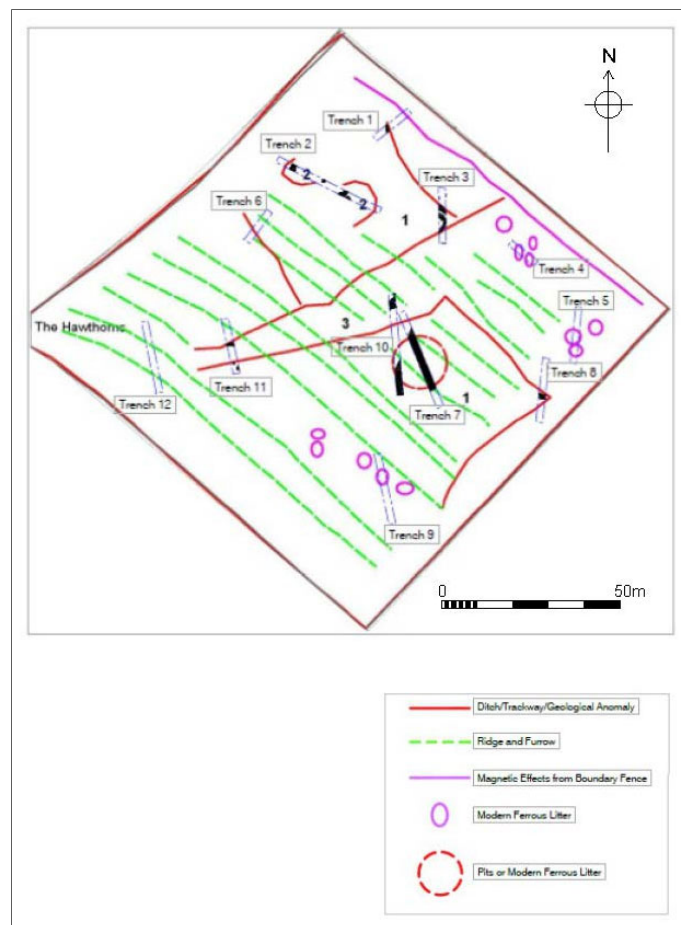 N
Trench 1
Trench 2
2
Trench 3
2
Trench 6
1
Trench 4
Trench 5
3
The Hawthorns
Trench 10
Trench 8
Trench 11
1
Trench 12
Trench 7
Trench 9
0 50m
Ditch/Trackway/Geological Anomaly
Ridge and Furrow
Magnetic Effects from Boundary Fence
Modern Ferrous Litter
Pits or Modern Ferrous Litter